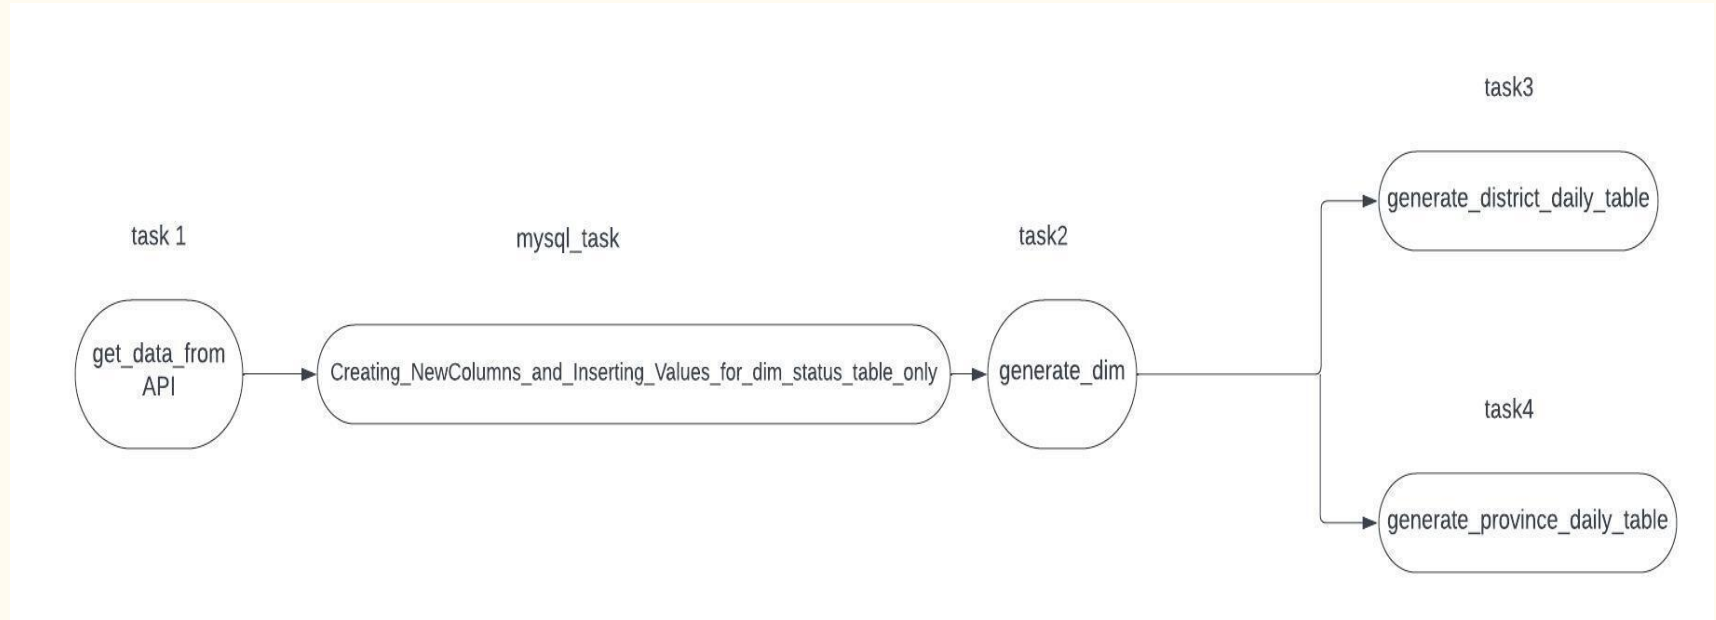 task3
generate_district_daily_table
task 1
mysql_task
task2
get_data_from
API
Creating_NewColumns_and_Inserting_Values_for_dim_status_table_only
generate_dim
task4
generate_province_daily_table